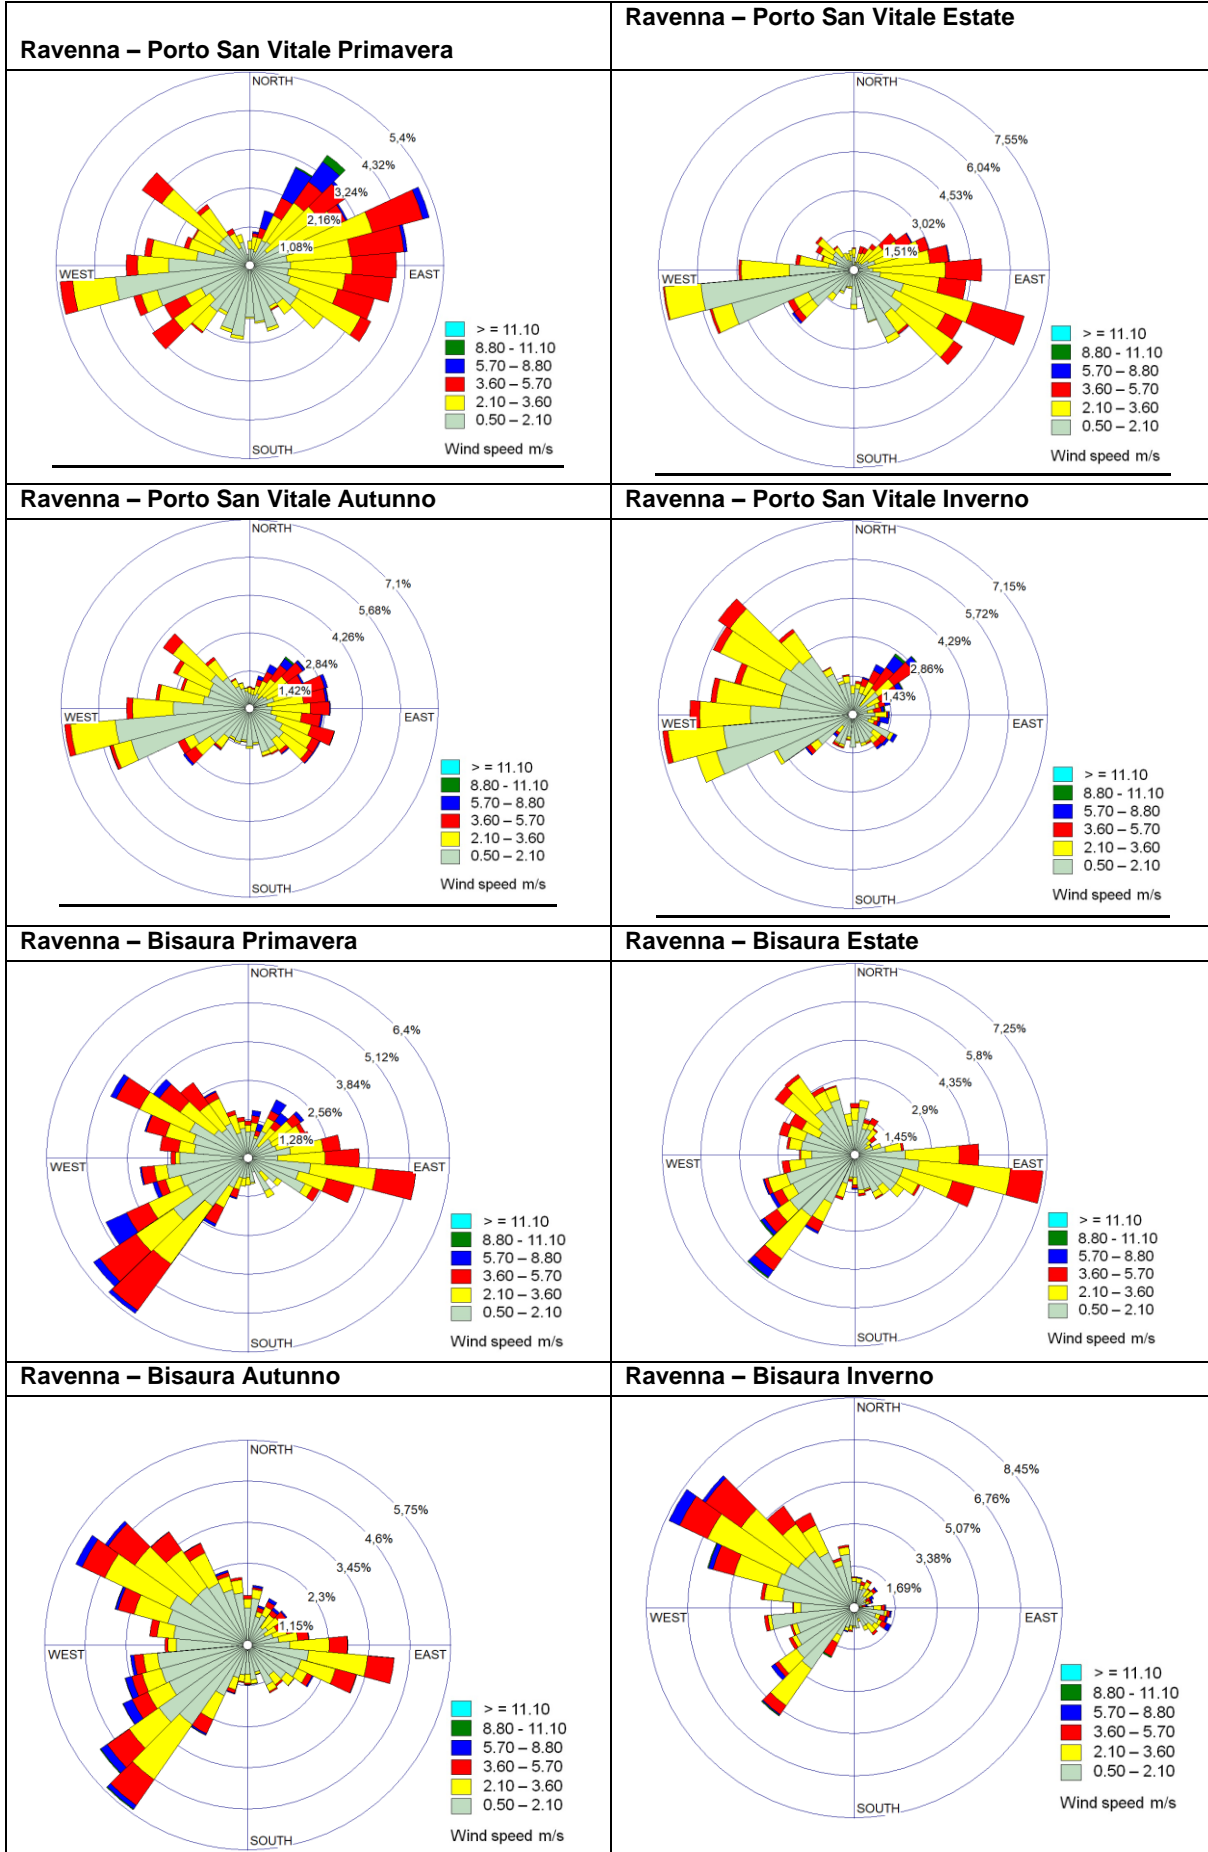 Ravenna – Porto San Vitale Primavera
Ravenna – Porto San Vitale Estate
NORTH
5,4%
4,32%
3,24%
2,16%
1,08%
WEST
EAST
SOUTH
> = 11.10
8.80 - 11.10
5.70 – 8.80
3.60 – 5.70
2.10 – 3.60
0.50 – 2.10
Wind speed m/s
NORTH
7,55%
6,04%
4,53%
3,02%
1,51%
WEST
EAST
SOUTH
> = 11.10
8.80 - 11.10
5.70 – 8.80
3.60 – 5.70
2.10 – 3.60
0.50 – 2.10
Wind speed m/s
Ravenna – Porto San Vitale Autunno
Ravenna – Porto San Vitale Inverno
NORTH
7,1%
5,68%
4,26%
2,84%
1,42%
WEST
EAST
SOUTH
> = 11.10
8.80 - 11.10
5.70 – 8.80
3.60 – 5.70
2.10 – 3.60
0.50 – 2.10
Wind speed m/s
NORTH
7,15%
5,72%
4,29%
2,86%
1,43%
WEST
EAST
SOUTH
> = 11.10
8.80 - 11.10
5.70 – 8.80
3.60 – 5.70
2.10 – 3.60
0.50 – 2.10
Wind speed m/s
Ravenna – Bisaura Primavera
Ravenna – Bisaura Estate
NORTH
6,4%
5,12%
3,84%
2,56%
1,28%
WEST
EAST
SOUTH
> = 11.10
8.80 - 11.10
5.70 – 8.80
3.60 – 5.70
2.10 – 3.60
0.50 – 2.10
Wind speed m/s
NORTH
7,25%
5,8%
4,35%
2,9%
1,45%
WEST
EAST
SOUTH
> = 11.10
8.80 - 11.10
5.70 – 8.80
3.60 – 5.70
2.10 – 3.60
0.50 – 2.10
Wind speed m/s
Ravenna – Bisaura Autunno
Ravenna – Bisaura Inverno
NORTH
5,75%
4,6%
3,45%
2,3%
1,15%
WEST
EAST
SOUTH
> = 11.10
8.80 - 11.10
5.70 – 8.80
3.60 – 5.70
2.10 – 3.60
0.50 – 2.10
Wind speed m/s
NORTH
8,45%
6,76%
5,07%
3,38%
1,69%
WEST
EAST
SOUTH
> = 11.10
8.80 - 11.10
5.70 – 8.80
3.60 – 5.70
2.10 – 3.60
0.50 – 2.10
Wind speed m/s